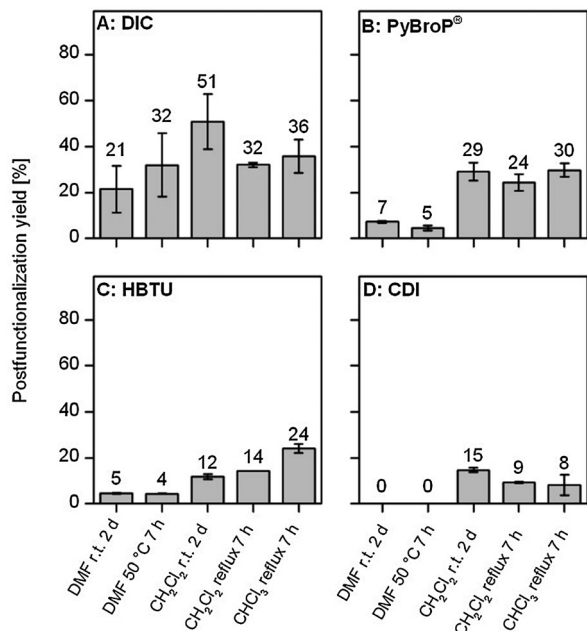 Postfunctionalization yield [%]
A: DIC
80
60
40
20
0
21
32
51
32
36
B: PyBroP®
7
5
29
24
30
C: HBTU
80
60
40
20
0
5
4
12
14
24
D: CDI
0
0
15
9
8
DMF r.t. 2 d
DMF 50 °C 7 h
CH₂Cl₂ r.t. 2 d
CH₂Cl₂ reflux 7 h
CHCl₃ reflux 7 h
DMF r.t. 2 d
DMF 50 °C 7 h
CH₂Cl₂ r.t. 2 d
CH₂Cl₂ reflux 7 h
CHCl₃ reflux 7 h